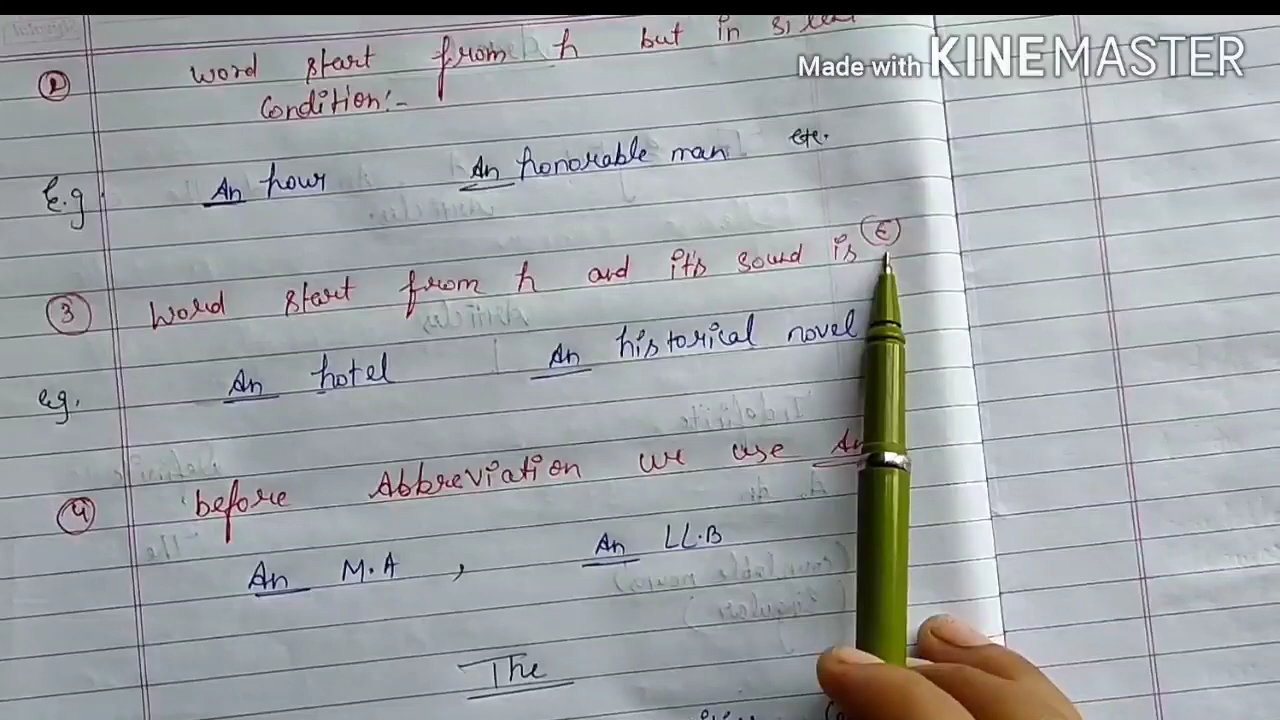 Made with KINEMASTER
② word start from h but in
Condition:-
E.g An hour An honorable man etc.
③ word start from h and it's sound is
eg. An hotel An historical novel
④ before Abbreviation we use An
An M.A , An LL.B
The